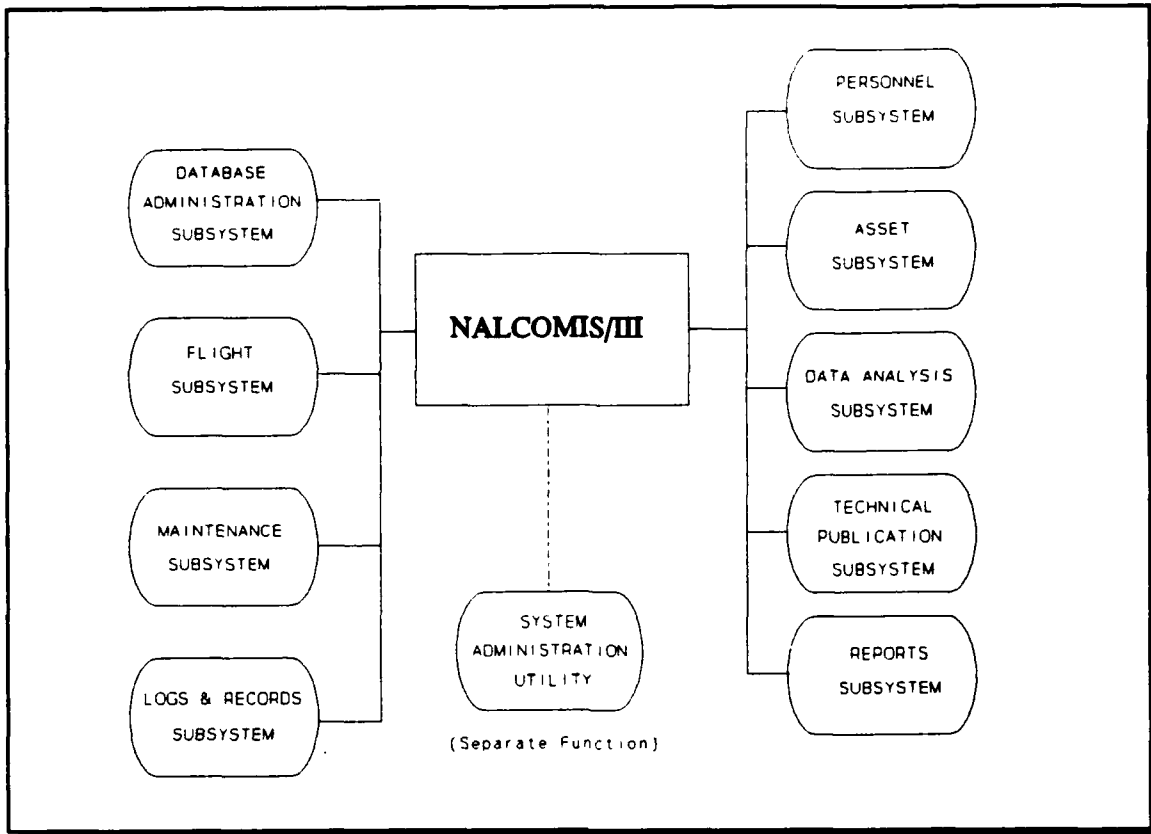 DATABASE
ADMINISTRATION
SUBSYSTEM
FLIGHT
SUBSYSTEM
MAINTENANCE
SUBSYSTEM
LOGS & RECORDS
SUBSYSTEM
NALCOMIS/III
SYSTEM
ADMINISTRATION
UTILITY
(Separate Function)
PERSONNEL
SUBSYSTEM
ASSET
SUBSYSTEM
DATA ANALYSIS
SUBSYSTEM
TECHNICAL
PUBLICATION
SUBSYSTEM
REPORTS
SUBSYSTEM